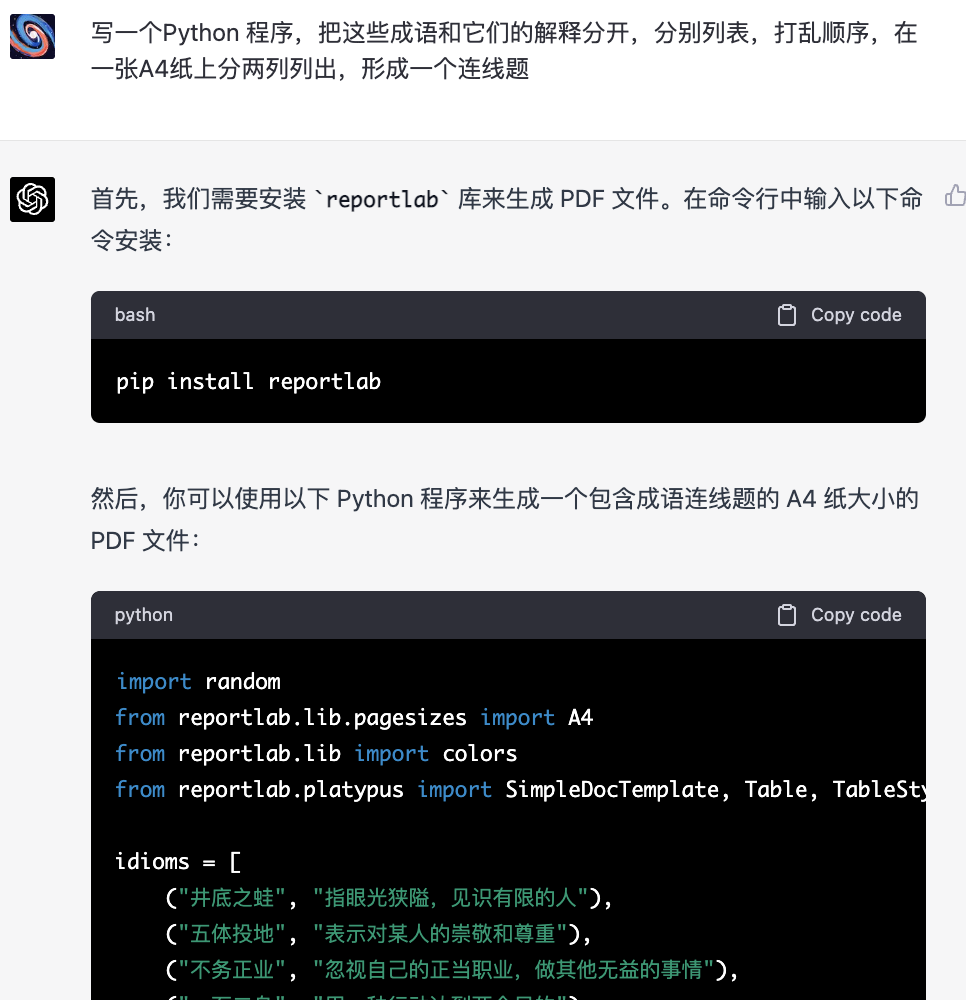 写一个Python 程序，把这些成语和它们的解释分开，分别列表，打乱顺序，在
一张A4纸上分两列列出，形成一个连线题
首先，我们需要安装 `reportlab` 库来生成 PDF 文件。在命令行中输入以下命
令安装：
bash Copy code
pip install reportlab
然后，你可以使用以下 Python 程序来生成一个包含成语连线题的 A4 纸大小的
PDF 文件：
python Copy code
import random
from reportlab.lib.pagesizes import A4
from reportlab.lib import colors
from reportlab.platypus import SimpleDocTemplate, Table, TableSty
idioms = [
("井底之蛙", "指眼光狭隘，见识有限的人"),
("五体投地", "表示对某人的崇敬和尊重"),
("不务正业", "忽视自己的正当职业，做其他无益的事情"),